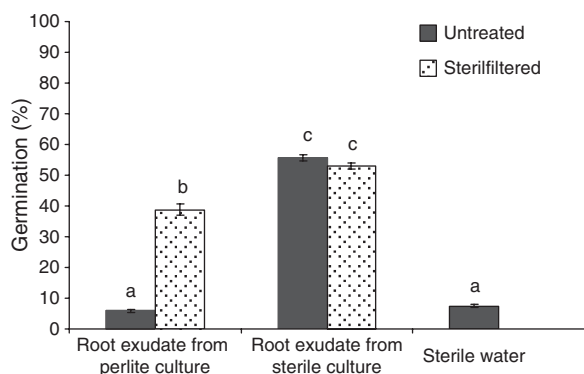 100
90
80
70
60
50
40
30
20
10
0
Germination (%)
Untreated
Sterilfiltered
a
b
c
c
a
Root exudate from
perlite culture
Root exudate from
sterile culture
Sterile water